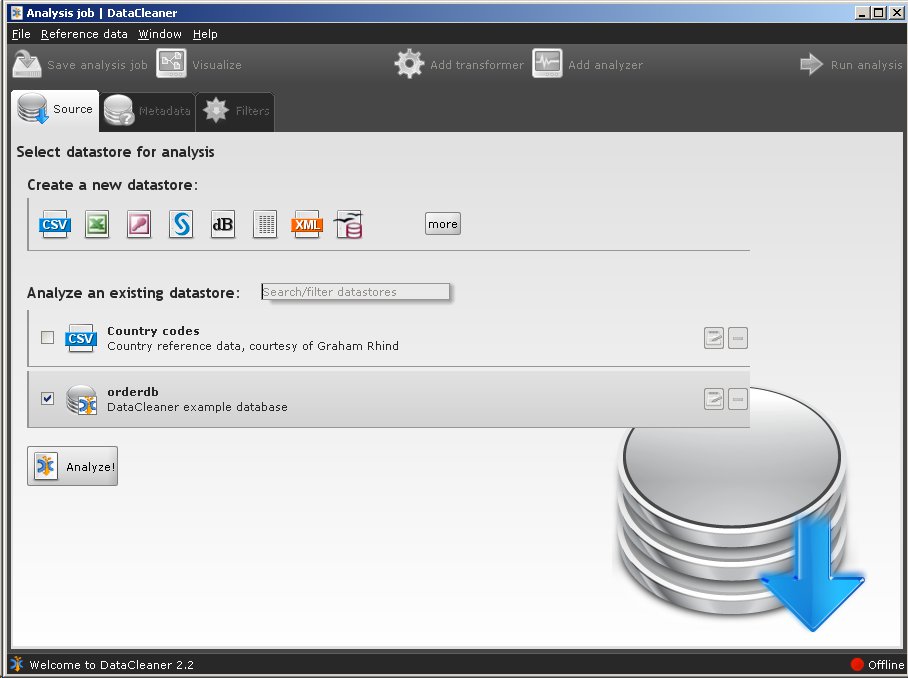 Analysis job | DataCleaner
File Reference data Window Help
Save analysis job Visualize Add transformer Add analyzer Run analysis
Source Metadata Filters
Select datastore for analysis
Create a new datastore:
CSV dB XML more
Analyze an existing datastore: Search/filter datastores
Country codes
CSV
Country reference data, courtesy of Graham Rhind
orderdb
DataCleaner example database
Analyze!
Welcome to DataCleaner 2.2 Offline